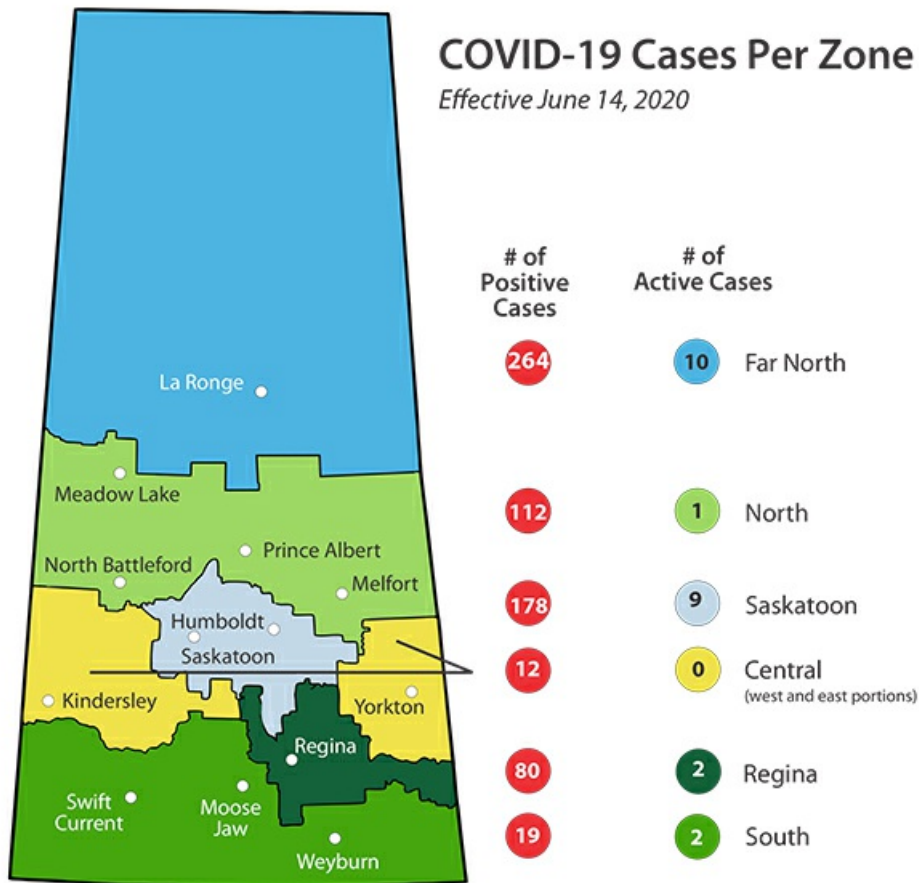 COVID-19 Cases Per Zone
Effective June 14, 2020
# of
Positive
Cases
# of
Active Cases
264
10
Far North
La Ronge
Meadow Lake
112
1
North
Prince Albert
North Battleford
Melfort
178
9
Saskatoon
Humboldt
Saskatoon
12
0
Central
(west and east portions)
Kindersley
Yorkton
Regina
80
2
Regina
Swift
Current
Moose
Jaw
19
2
South
Weyburn